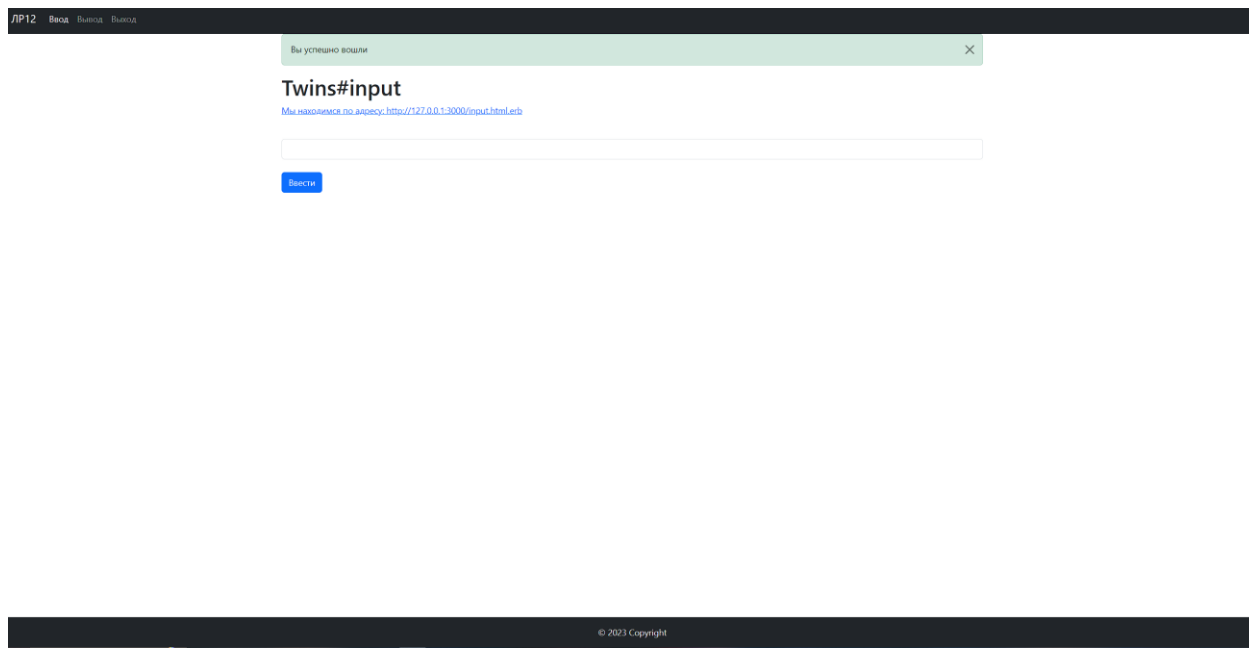 ЛР12 Ввод Вывод Выход
Вы успешно вошли
Twins#input
Мы находимся по адресу: http://127.0.0.1:3000/input.html.erb
Ввести
© 2023 Copyright